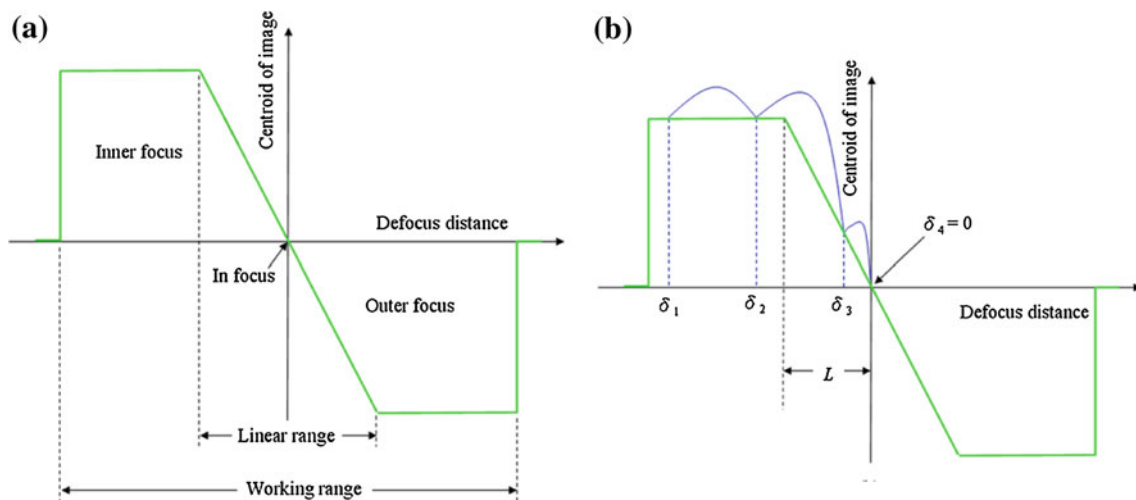 (a)
Centroid of image
Inner focus
Defocus distance
In focus
Outer focus
Linear range
Working range
(b)
Centroid of image
δ4=0
δ1
δ2
δ3
Defocus distance
L